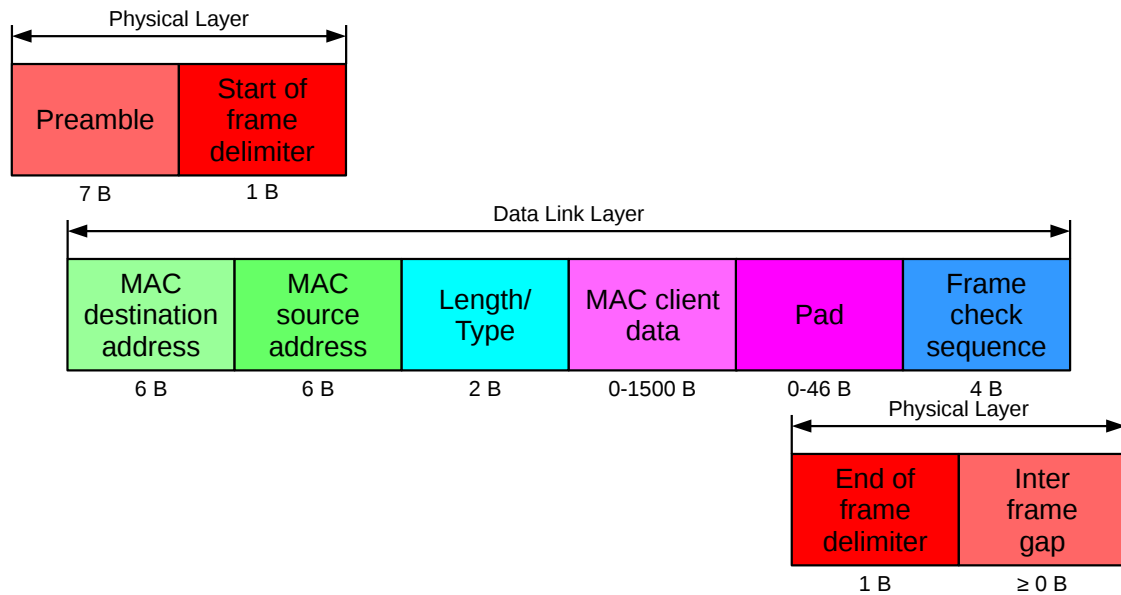 Physical Layer
Preamble
Start of
frame
delimiter
7 B
1 B
Data Link Layer
MAC
destination
address
MAC
source
address
Length/
Type
MAC client
data
Pad
Frame
check
sequence
6 B
6 B
2 B
0-1500 B
0-46 B
4 B
Physical Layer
End of
frame
delimiter
Inter
frame
gap
1 B
≥ 0 B